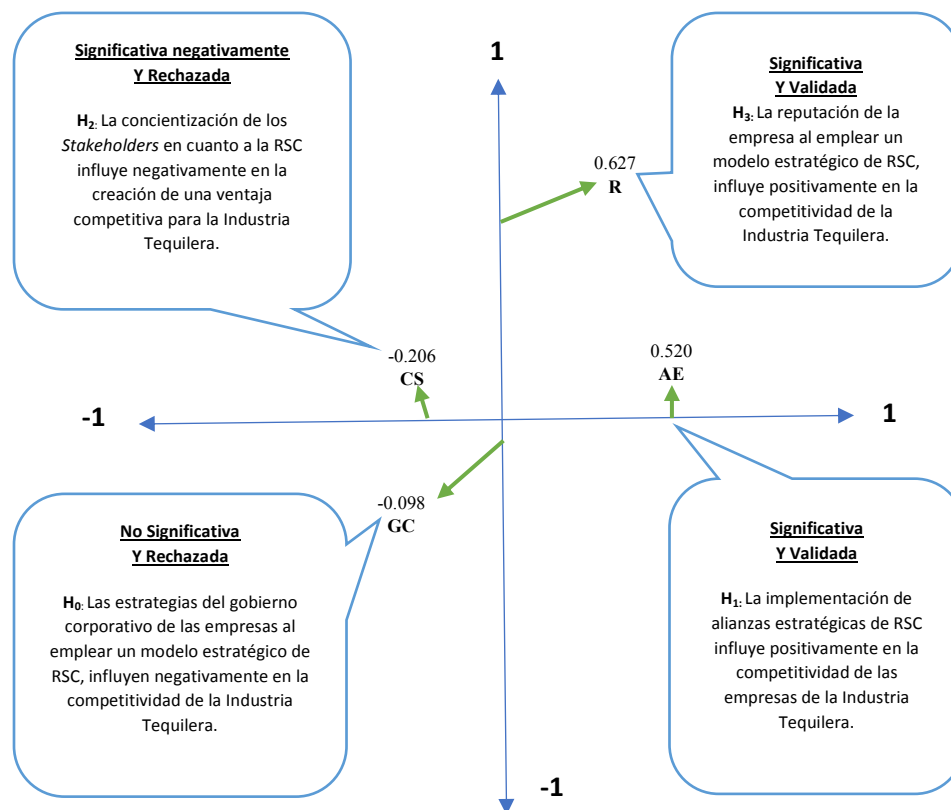 Significativa negativamente
Y Rechazada
H2: La concientización de los
Stakeholders en cuanto a la RSC
influye negativamente en la
creación de una ventaja
competitiva para la Industria
Tequilera.
1
Significativa
Y Validada
H3: La reputación de la
empresa al emplear un
modelo estratégico de RSC,
influye positivamente en la
competitividad de la
Industria Tequilera.
0.627
R
-0.206
CS
0.520
AE
-1
1
-0.098
GC
No Significativa
Y Rechazada
H0: Las estrategias del gobierno
corporativo de las empresas al
emplear un modelo estratégico de
RSC, influyen negativamente en la
competitividad de la Industria
Tequilera.
Significativa
Y Validada
H1: La implementación de
alianzas estratégicas de RSC
influye positivamente en la
competitividad de las
empresas de la Industria
Tequilera.
-1